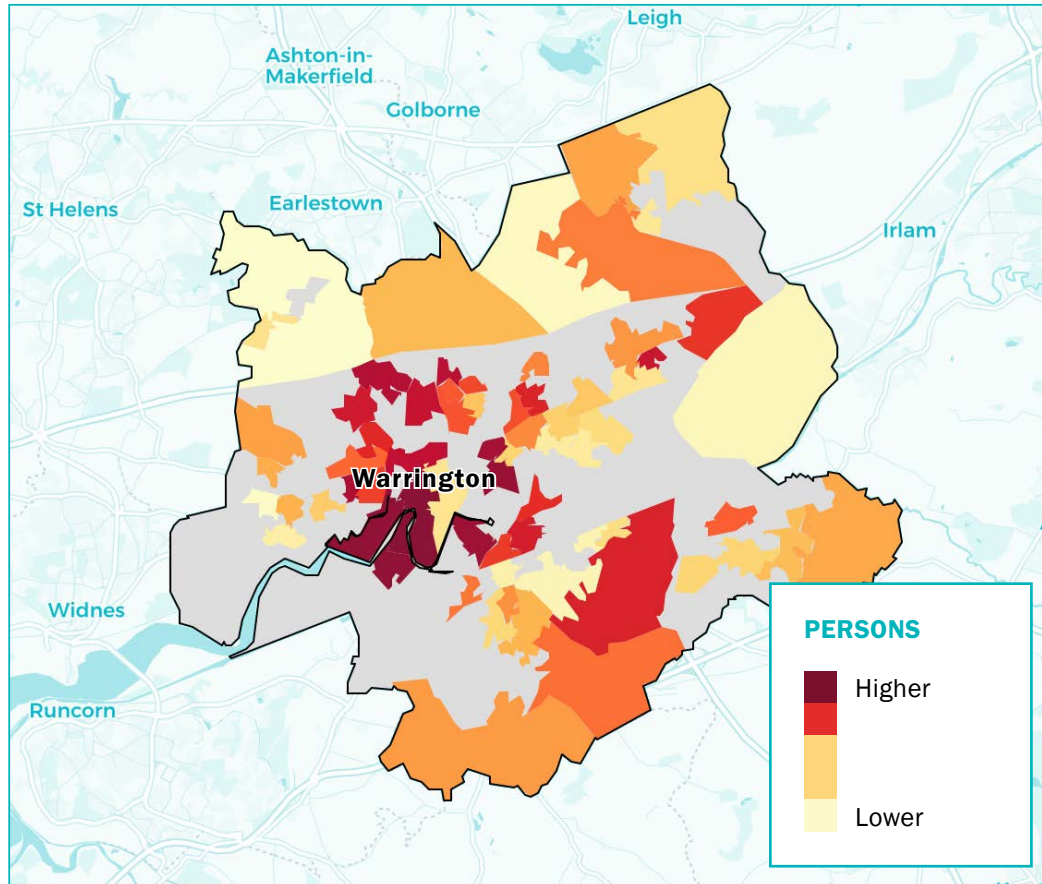 Leigh
Ashton-in-
Makerfield
Golborne
St Helens
Earlestown
Irlam
Warrington
Widnes
Runcorn
PERSONS
Higher
Lower